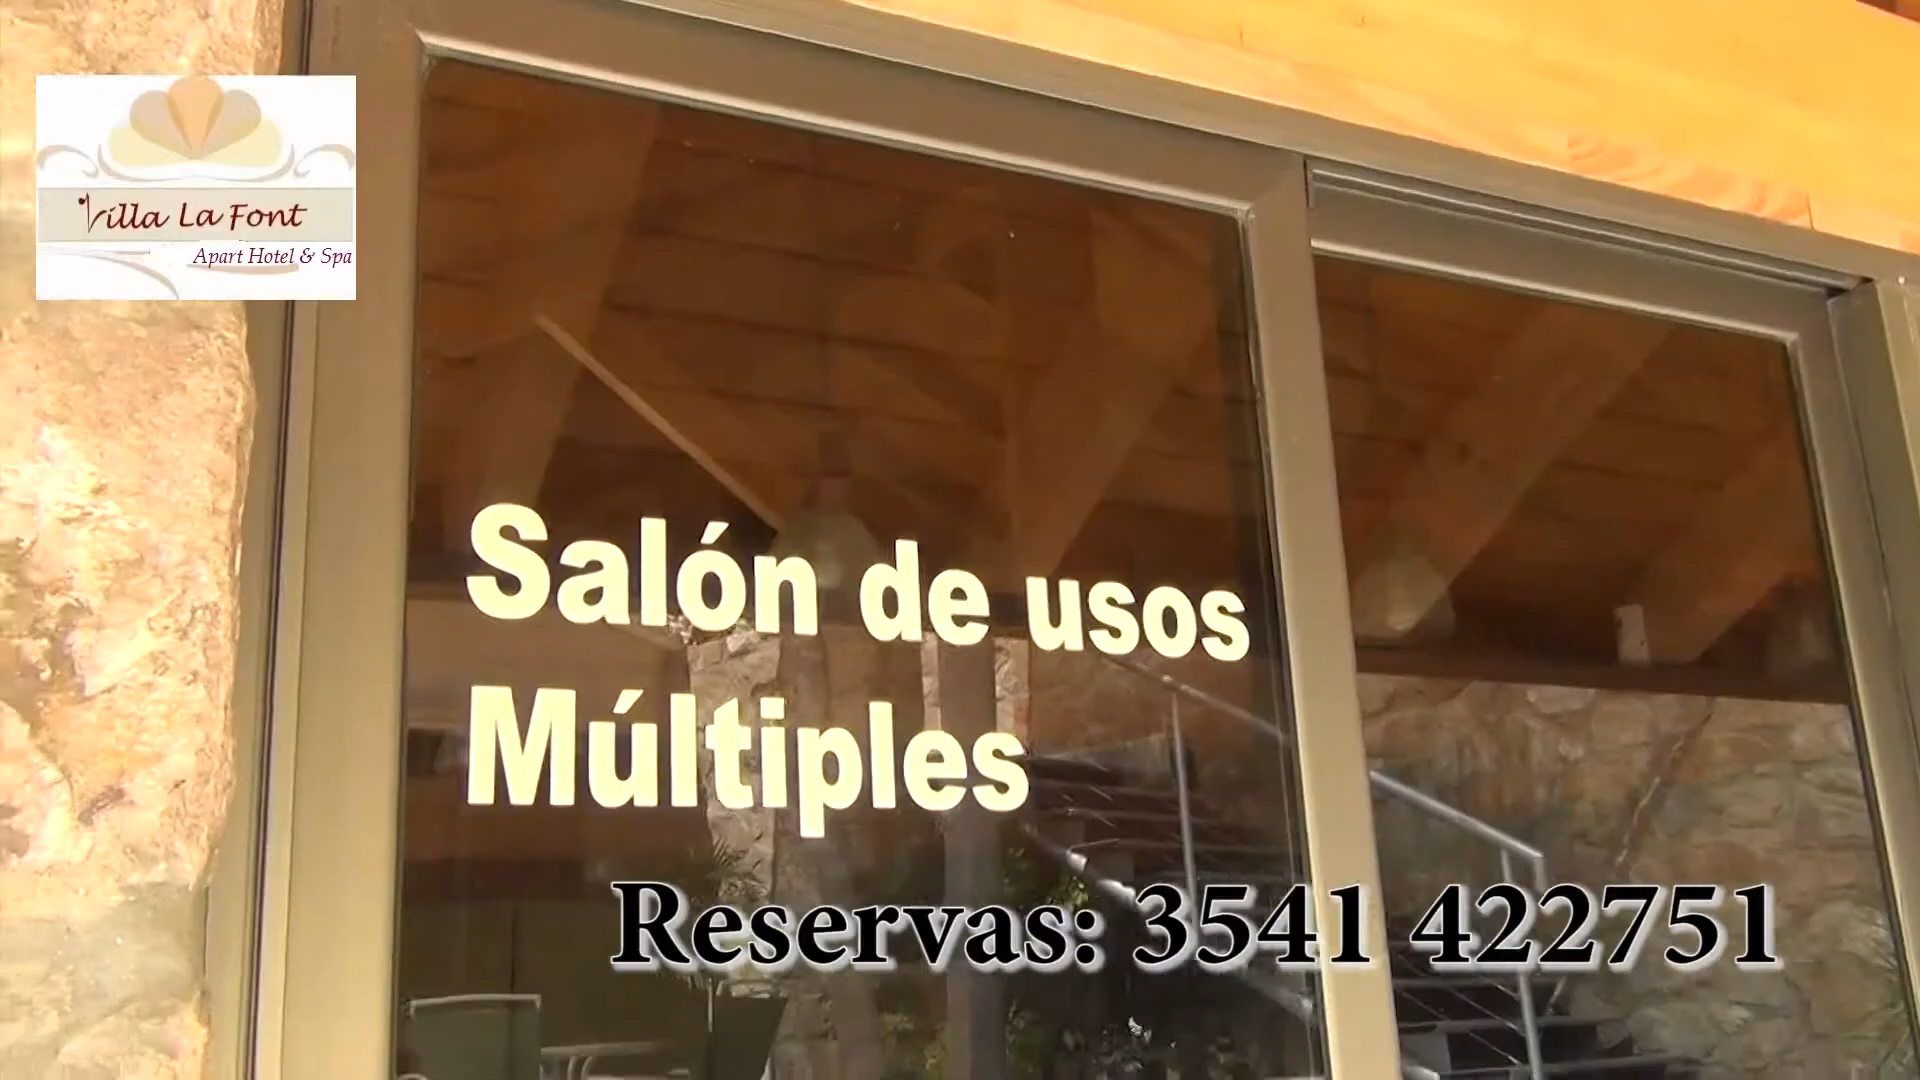 Villa La Font
Apart Hotel & Spa
Salón de usos
Múltiples
Reservas: 3541 422751